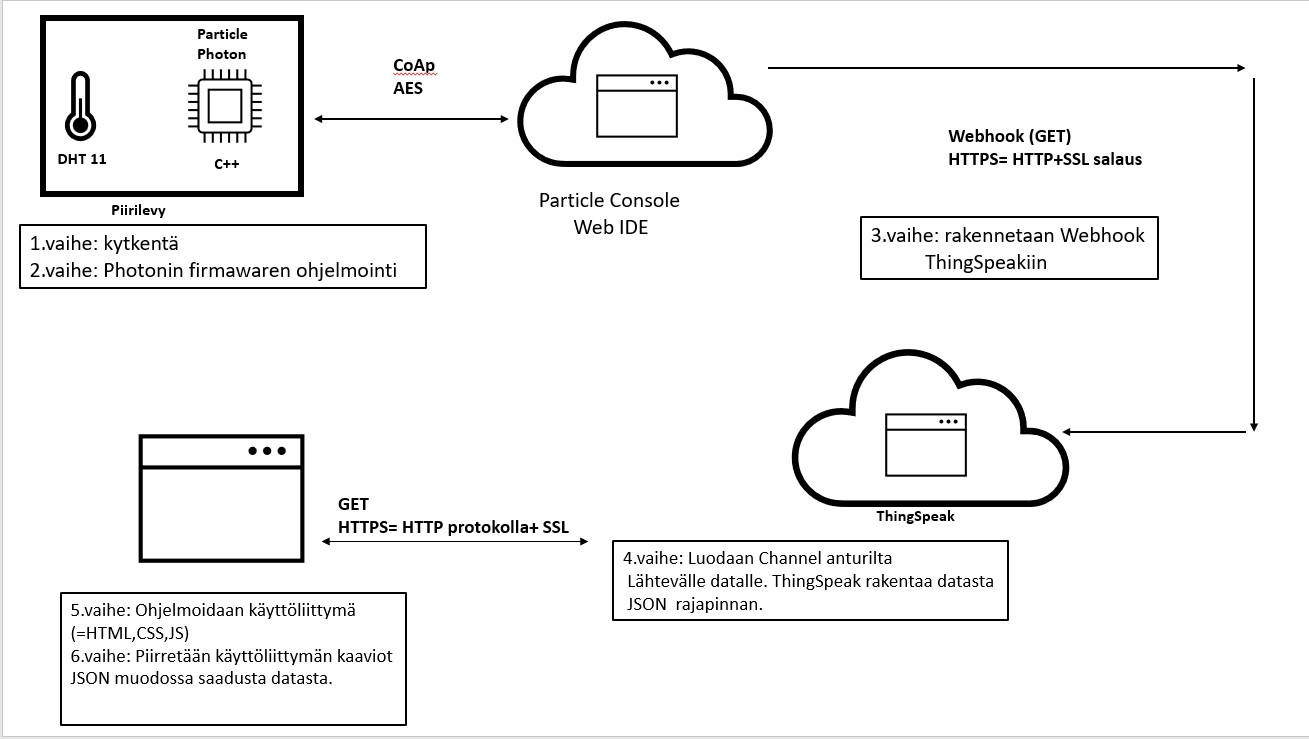 Particle
Photon
DHT 11
C++
Piirilevy
1.vaihe: kytkentä
2.vaihe: Photonin firmawaren ohjelmointi
CoAp
AES
Particle Console
Web IDE
Webhook (GET)
HTTPS= HTTP+SSL salaus
3.vaihe: rakennetaan Webhook
ThingSpeakiin
ThingSpeak
4.vaihe: Luodaan Channel anturilta
Lähtevälle datalle. ThingSpeak rakentaa datasta
JSON rajapinnan.
GET
HTTPS= HTTP protokolla+ SSL
5.vaihe: Ohjelmoidaan käyttöliittymä
(=HTML,CSS,JS)
6.vaihe: Piirretään käyttöliittymän kaaviot
JSON muodossa saadusta datasta.